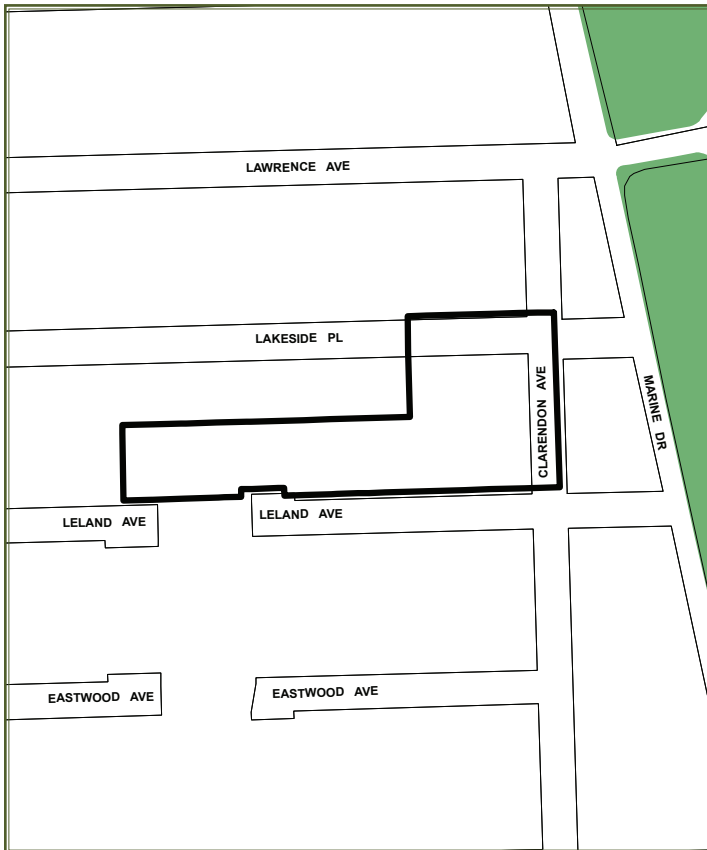 LAWRENCE AVE
LAKESIDE PL
CLARENDON AVE
MARINE DR
LELAND AVE
LELAND AVE
EASTWOOD AVE
EASTWOOD AVE